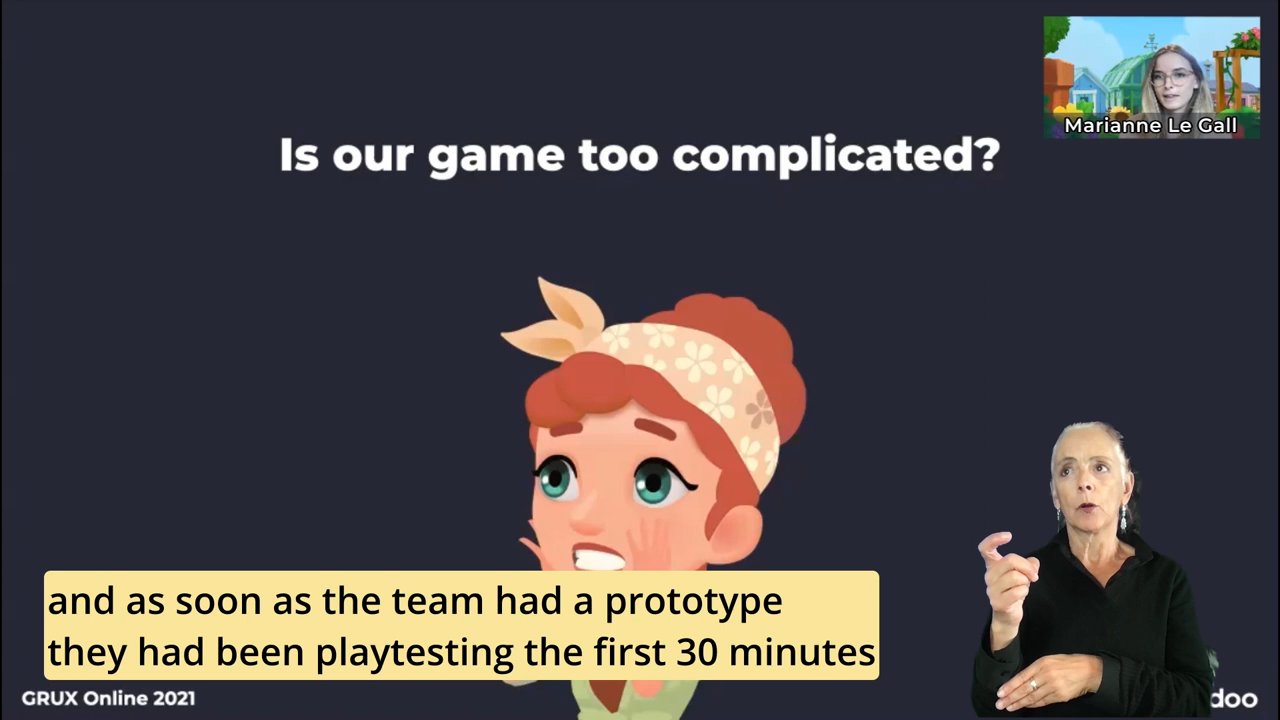 Marianne Le Gall
Is our game too complicated?
and as soon as the team had a prototype
they had been playtesting the first 30 minutes
GRUX Online 2021
doo